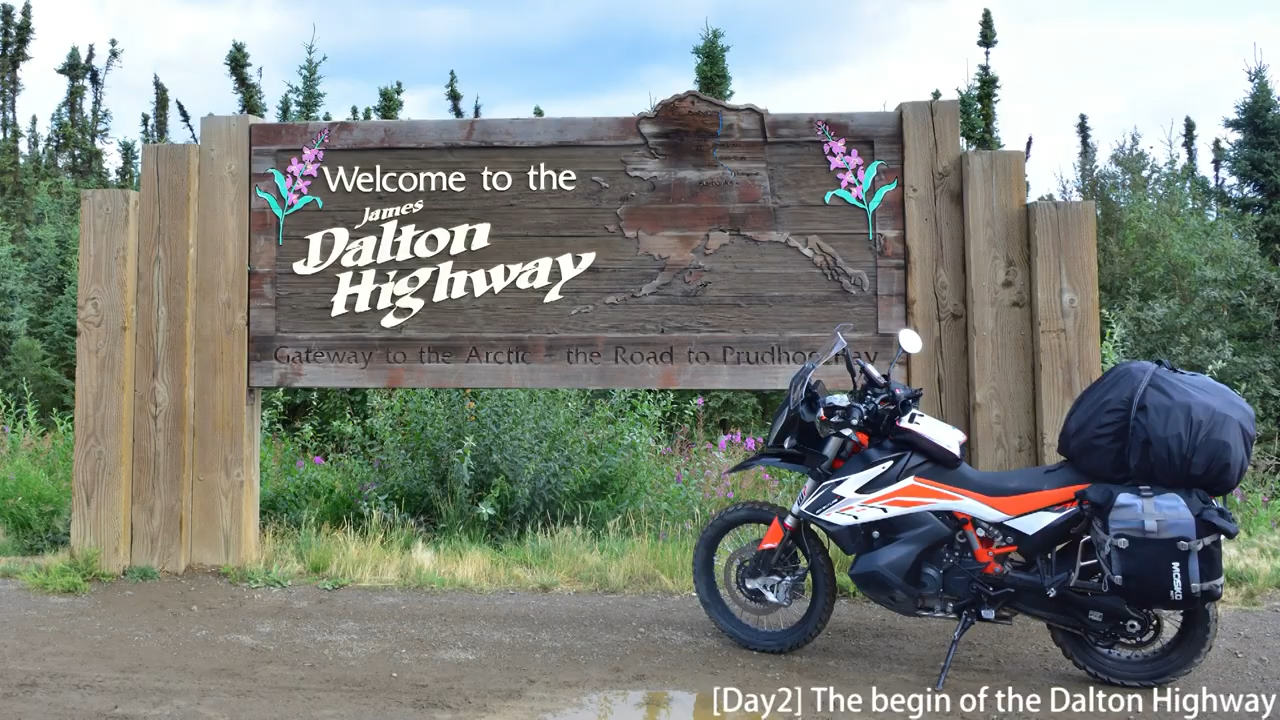 Welcome to the
James
Dalton
Highway
Gateway to the Arctic - the Road to Prudhoe Bay
MOSKO
[Day2] The begin of the Dalton Highway